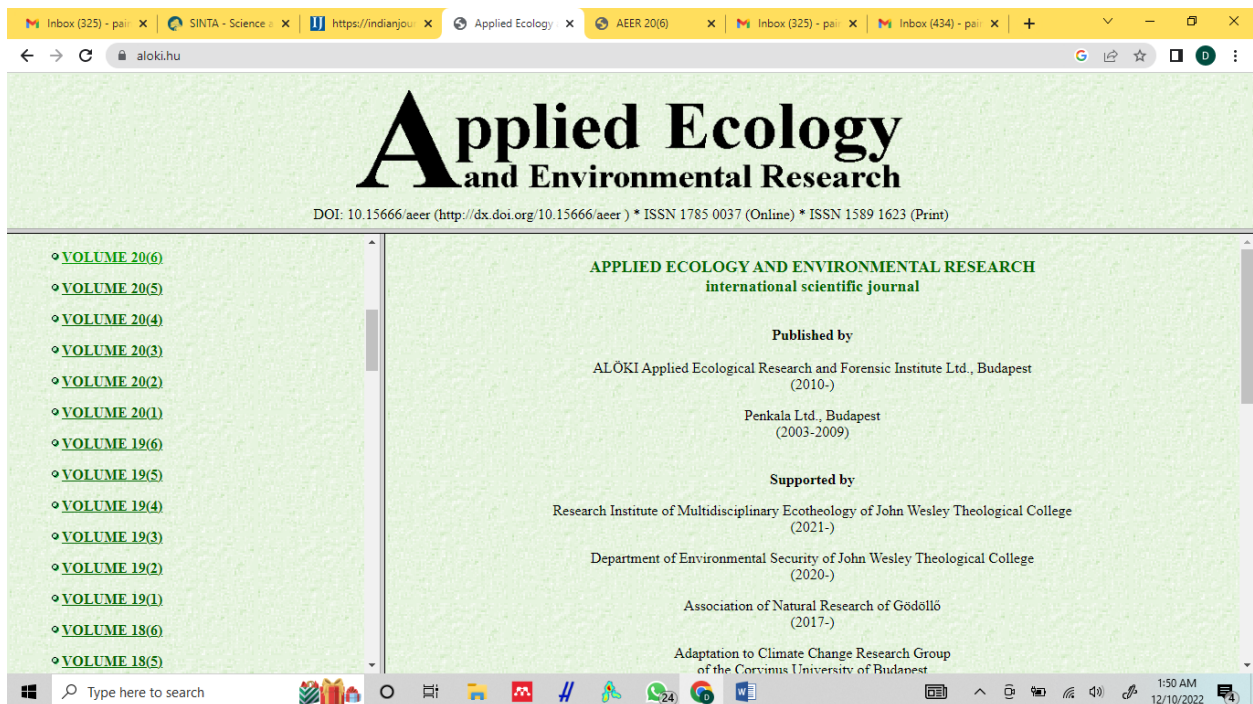 Inbox (325) - pair
SINTA - Science a
https://indianjour
Applied Ecology
AEER 20(6)
Inbox (325) - pair
Inbox (434) - pair
aloki.hu
D
Applied Ecology
and Environmental Research
DOI: 10.15666/aeer (http://dx.doi.org/10.15666/aeer ) * ISSN 1785 0037 (Online) * ISSN 1589 1623 (Print)
VOLUME 20(6)
VOLUME 20(5)
VOLUME 20(4)
VOLUME 20(3)
VOLUME 20(2)
VOLUME 20(1)
VOLUME 19(6)
VOLUME 19(5)
VOLUME 19(4)
VOLUME 19(3)
VOLUME 19(2)
VOLUME 19(1)
VOLUME 18(6)
VOLUME 18(5)
APPLIED ECOLOGY AND ENVIRONMENTAL RESEARCH
international scientific journal
Published by
ALÖKI Applied Ecological Research and Forensic Institute Ltd., Budapest
(2010-)
Penkala Ltd., Budapest
(2003-2009)
Supported by
Research Institute of Multidisciplinary Ecotheology of John Wesley Theological College
(2021-)
Department of Environmental Security of John Wesley Theological College
(2020-)
Association of Natural Research of Gödöllő
(2017-)
Adaptation to Climate Change Research Group
of the Corvinus University of Budapest
Type here to search
24
1:50 AM
12/10/2022
4